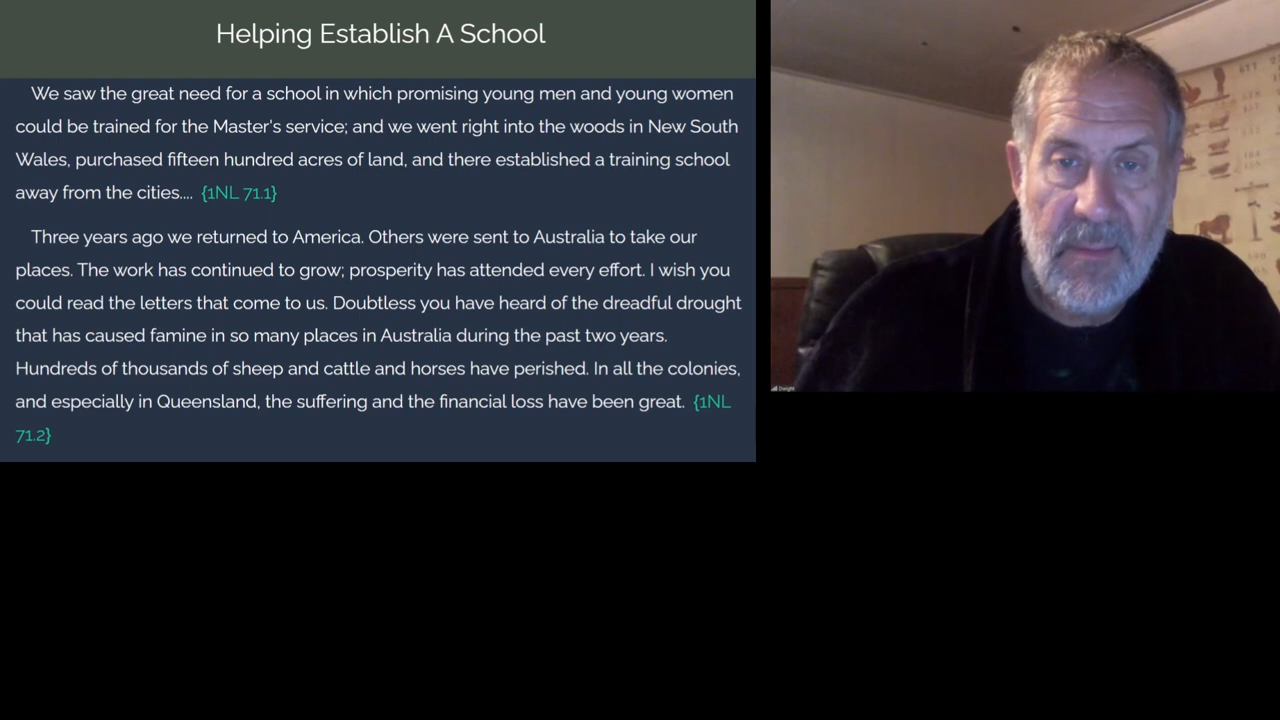 Helping Establish A School
We saw the great need for a school in which promising young men and young women
could be trained for the Master's service; and we went right into the woods in New South
Wales, purchased fifteen hundred acres of land, and there established a training school
away from the cities.... {1NL 71.1}
Three years ago we returned to America. Others were sent to Australia to take our
places. The work has continued to grow; prosperity has attended every effort. I wish you
could read the letters that come to us. Doubtless you have heard of the dreadful drought
that has caused famine in so many places in Australia during the past two years.
Hundreds of thousands of sheep and cattle and horses have perished. In all the colonies,
and especially in Queensland, the suffering and the financial loss have been great. {1NL
71.2}
Dwight